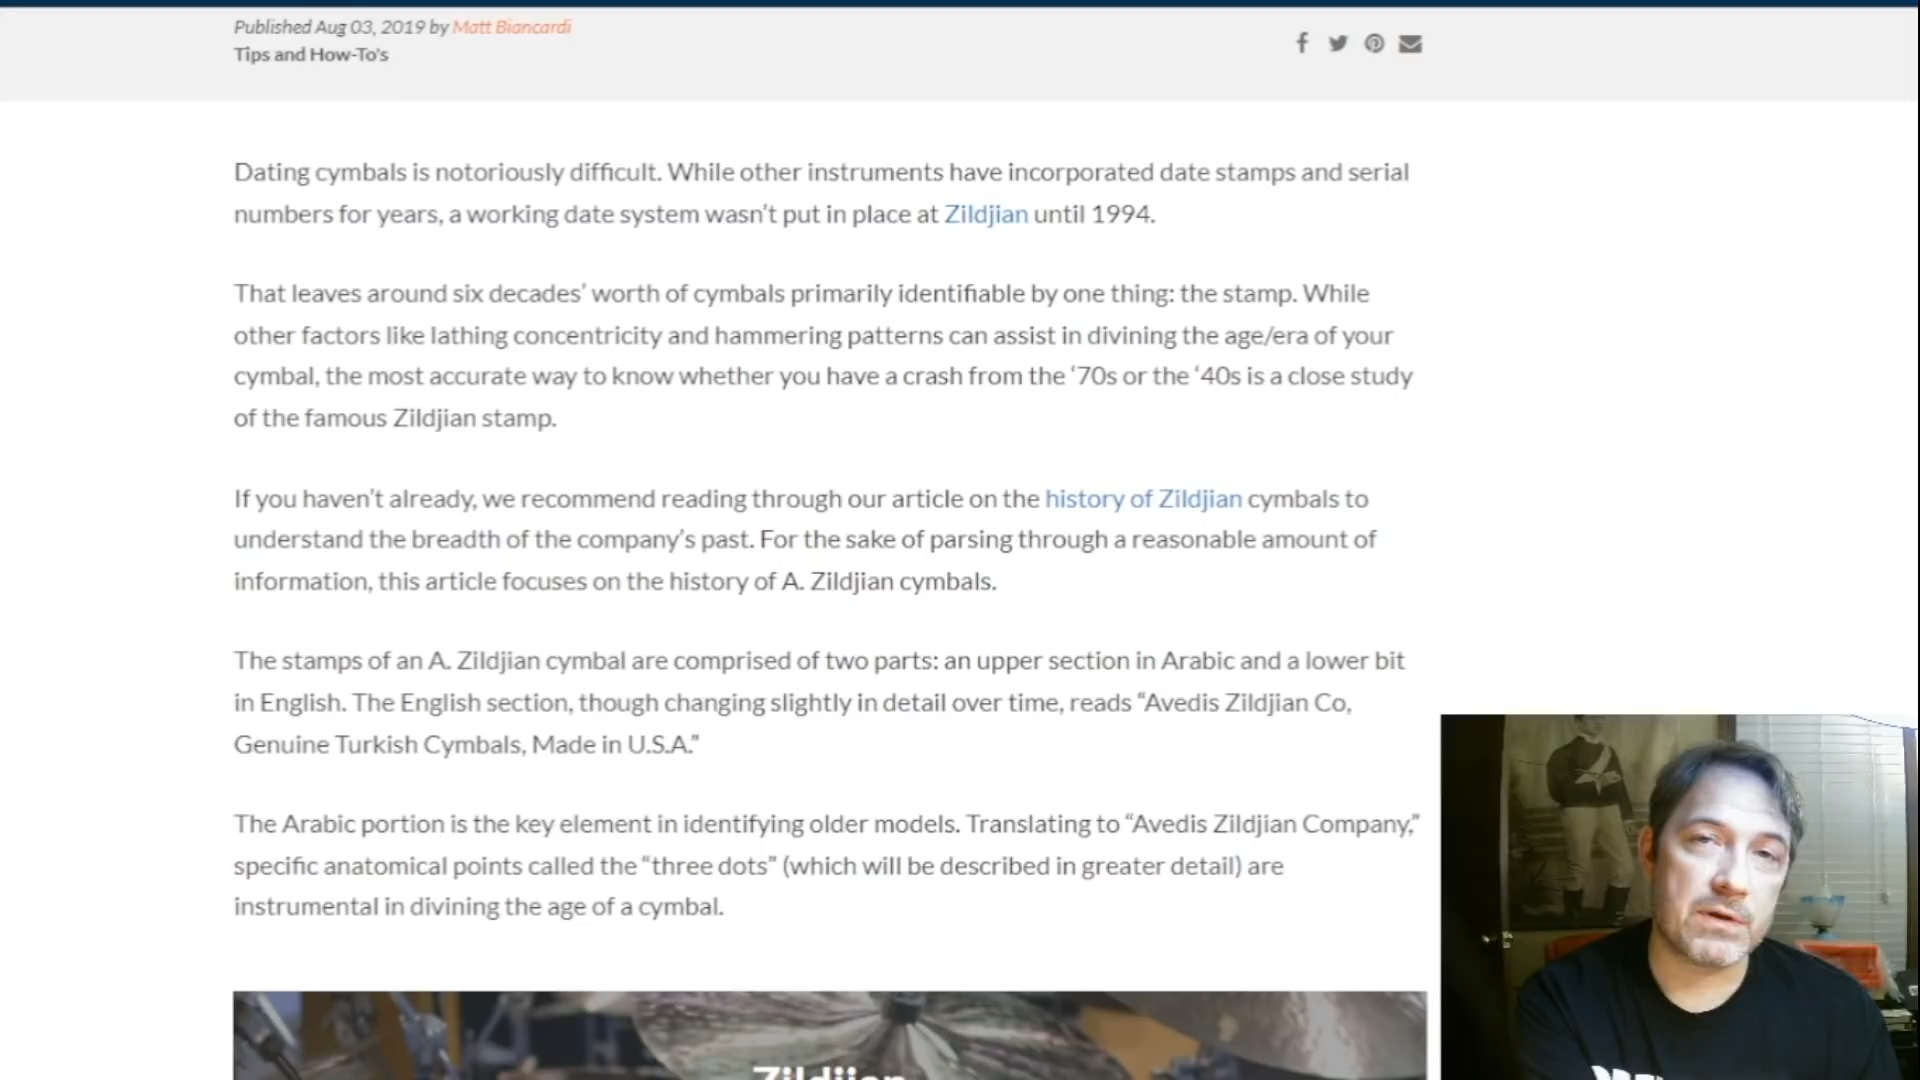 Published Aug 03, 2019 by Matt Biancardi
Tips and How-To's
Dating cymbals is notoriously difficult. While other instruments have incorporated date stamps and serial
numbers for years, a working date system wasn’t put in place at Zildjian until 1994.
That leaves around six decades’ worth of cymbals primarily identifiable by one thing: the stamp. While
other factors like lathing concentricity and hammering patterns can assist in divining the age/era of your
cymbal, the most accurate way to know whether you have a crash from the ‘70s or the ‘40s is a close study
of the famous Zildjian stamp.
If you haven’t already, we recommend reading through our article on the history of Zildjian cymbals to
understand the breadth of the company’s past. For the sake of parsing through a reasonable amount of
information, this article focuses on the history of A. Zildjian cymbals.
The stamps of an A. Zildjian cymbal are comprised of two parts: an upper section in Arabic and a lower bit
in English. The English section, though changing slightly in detail over time, reads “Avedis Zildjian Co,
Genuine Turkish Cymbals, Made in U.S.A.”
The Arabic portion is the key element in identifying older models. Translating to “Avedis Zildjian Company,”
specific anatomical points called the “three dots” (which will be described in greater detail) are
instrumental in divining the age of a cymbal.
Zildjian